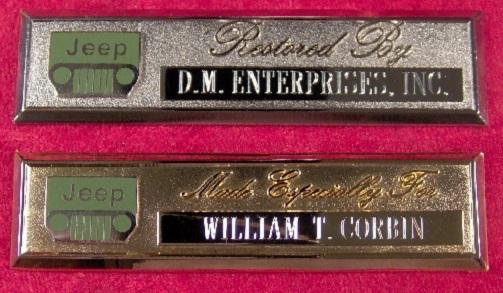 Jeep
Restored By
D.M. ENTERPRISES, INC.
Jeep
Made Especially For
WILLIAM T. CORBIN